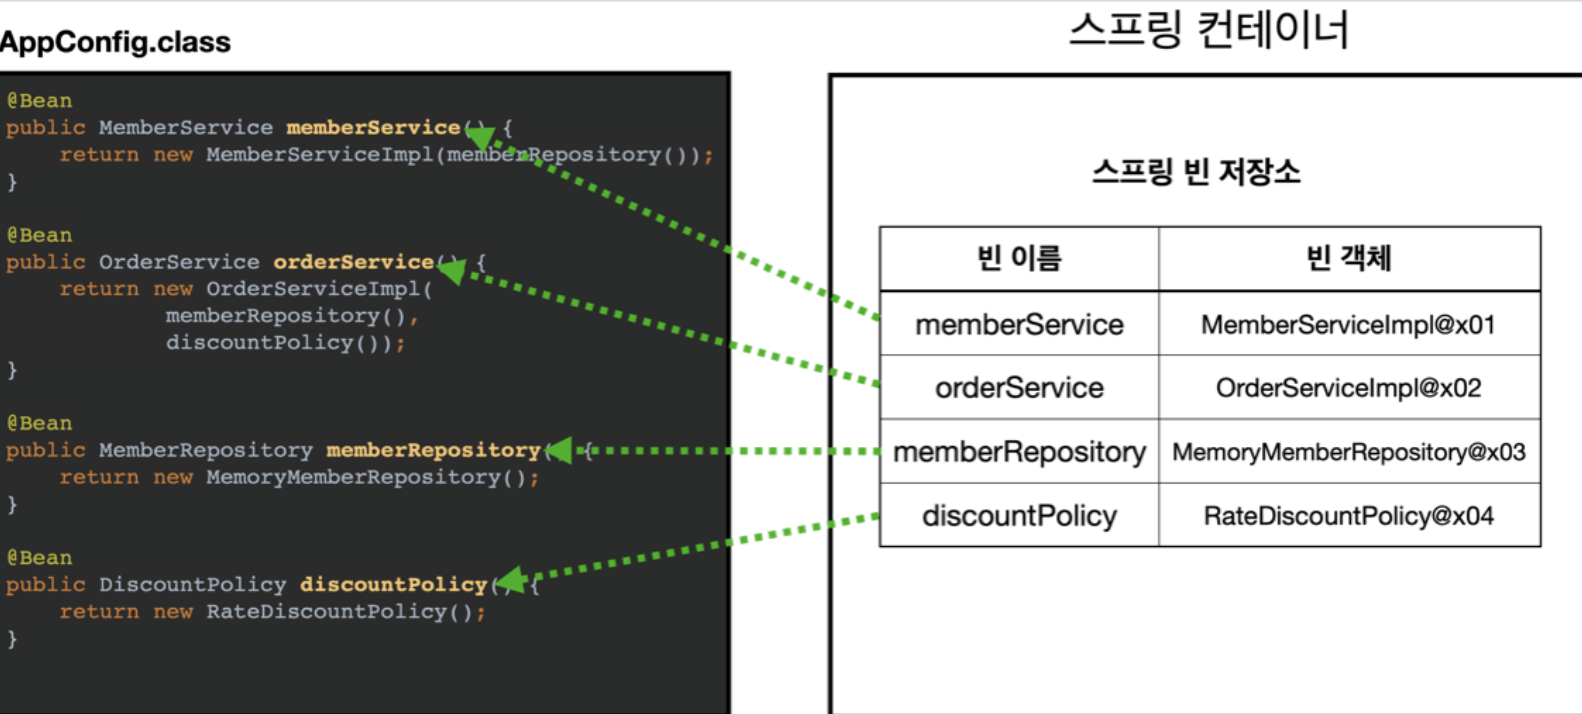 AppConfig.class
@Bean
public MemberService memberService() {
    return new MemberServiceImpl(memberRepository());
}
@Bean
public OrderService orderService() {
    return new OrderServiceImpl(
            memberRepository(),
            discountPolicy());
}
@Bean
public MemberRepository memberRepository() {
    return new MemoryMemberRepository();
}
@Bean
public DiscountPolicy discountPolicy() {
    return new RateDiscountPolicy();
}
스프링 컨테이너
스프링 빈 저장소
빈 이름 빈 객체
memberService MemberServiceImpl@x01
orderService OrderServiceImpl@x02
memberRepository MemoryMemberRepository@x03
discountPolicy RateDiscountPolicy@x04